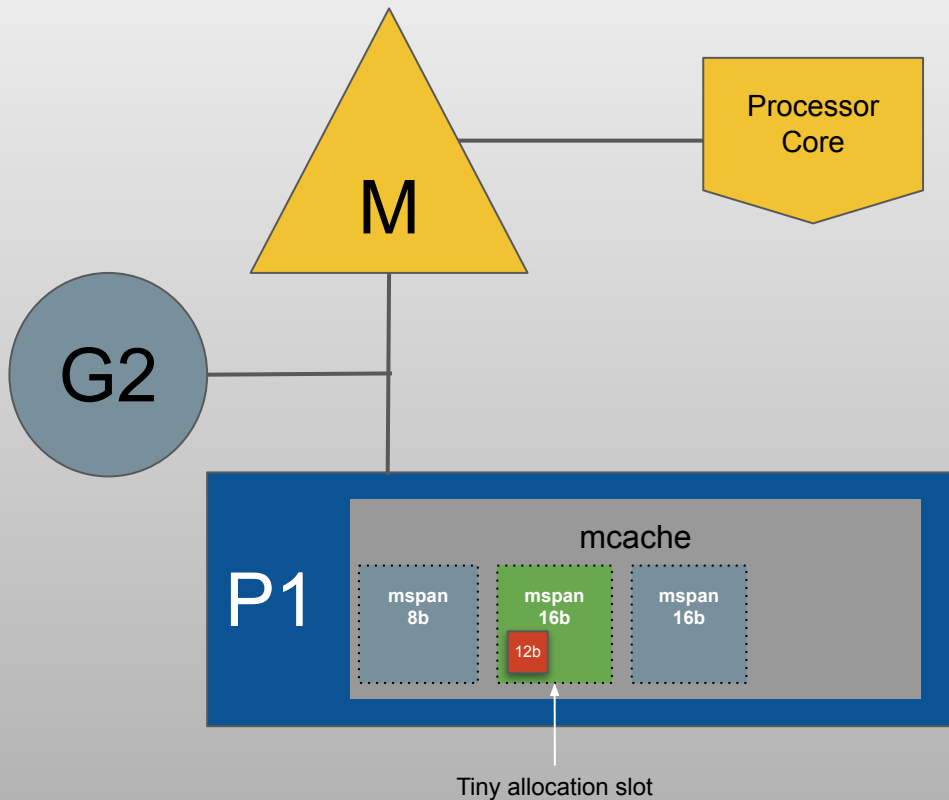 Processor
Core
M
G2
P1
mcache
mspan
8b
mspan
16b
12b
mspan
16b
Tiny allocation slot